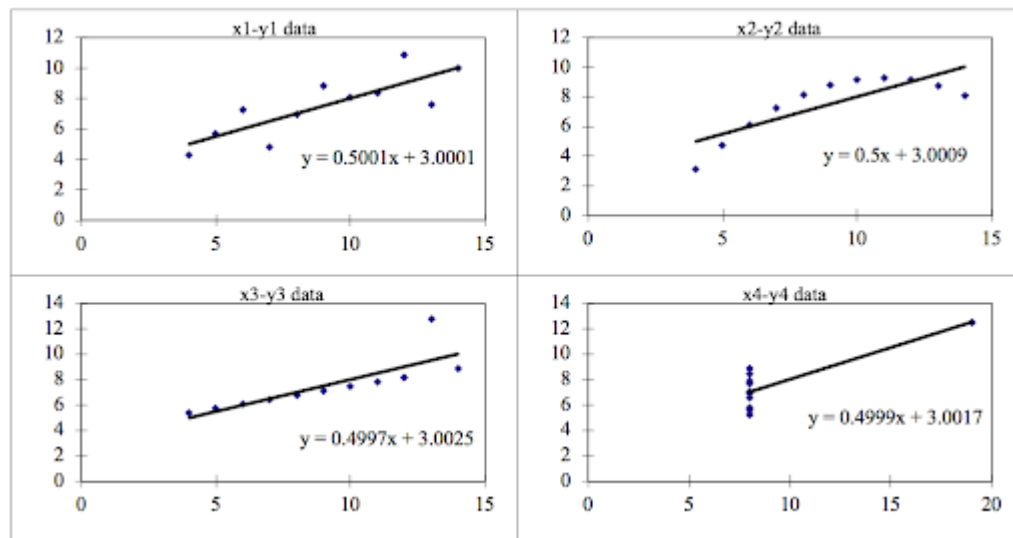 x1-y1 data
12
10
8
6
4
2
0
y = 0.5001x + 3.0001
0 5 10 15
x2-y2 data
12
10
8
6
4
2
0
y = 0.5x + 3.0009
0 5 10 15
x3-y3 data
14
12
10
8
6
4
2
0
y = 0.4997x + 3.0025
0 5 10 15
x4-y4 data
14
12
10
8
6
4
2
0
y = 0.4999x + 3.0017
0 5 10 15 20